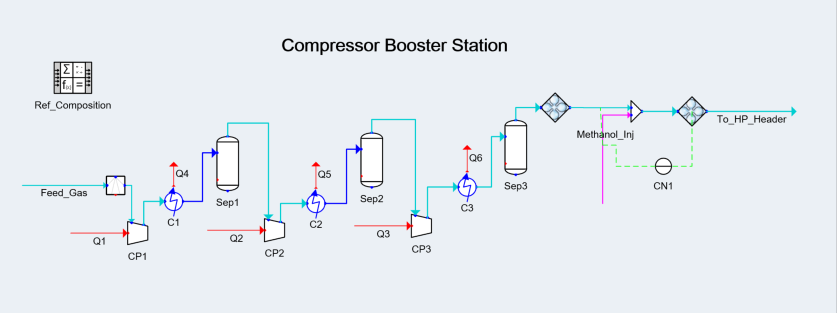 Compressor Booster Station
Σ
f(x) =
Ref_Composition
Feed_Gas
Q1
CP1
Q4
C1
Sep1
Q2
CP2
Q5
C2
Sep2
Q3
CP3
Q6
C3
Sep3
Methanol_Inj
CN1
To_HP_Header